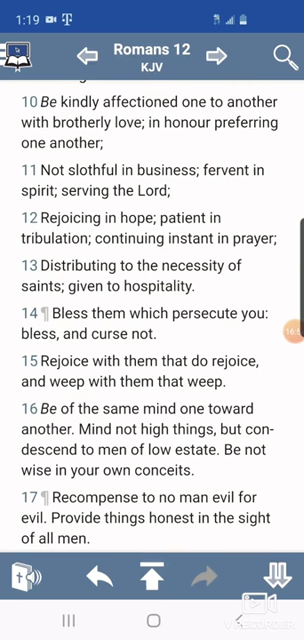 1:19
Romans 12
KJV
10 Be kindly affectioned one to another
with brotherly love; in honour preferring
one another;
11 Not slothful in business; fervent in
spirit; serving the Lord;
12 Rejoicing in hope; patient in
tribulation; continuing instant in prayer;
13 Distributing to the necessity of
saints; given to hospitality.
14 ¶ Bless them which persecute you:
bless, and curse not.
15 Rejoice with them that do rejoice,
and weep with them that weep.
16 Be of the same mind one toward
another. Mind not high things, but con-
descend to men of low estate. Be not
wise in your own conceits.
17 ¶ Recompense to no man evil for
evil. Provide things honest in the sight
of all men.
RECORDER